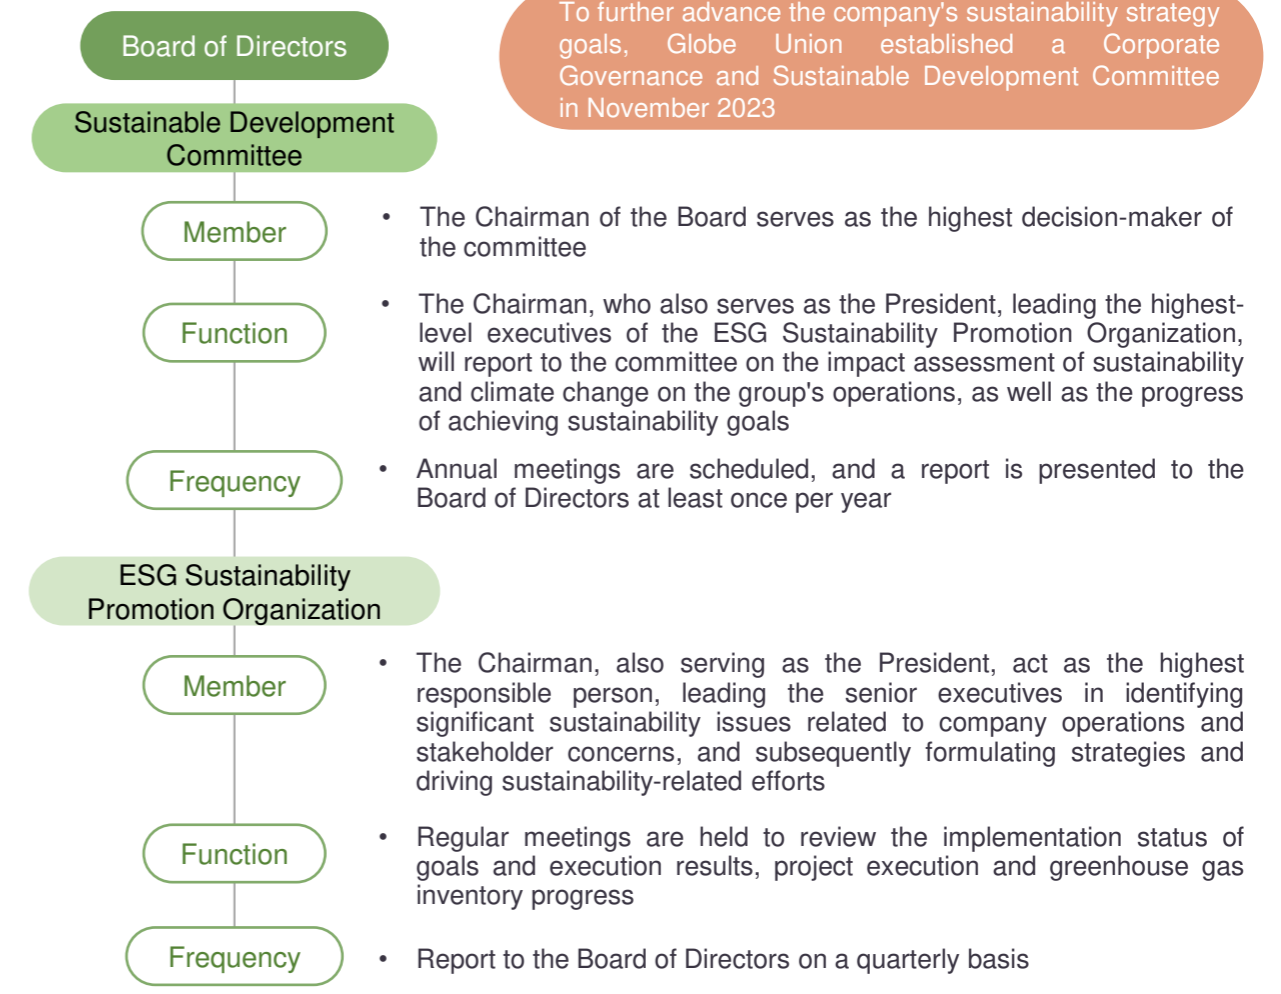 Board of Directors
To further advance the company's sustainability strategy
goals, Globe Union established a Corporate
Governance and Sustainable Development Committee
in November 2023
Sustainable Development
Committee
Member
• The Chairman of the Board serves as the highest decision-maker of
the committee
Function
• The Chairman, who also serves as the President, leading the highest-
level executives of the ESG Sustainability Promotion Organization,
will report to the committee on the impact assessment of sustainability
and climate change on the group's operations, as well as the progress
of achieving sustainability goals
Frequency
• Annual meetings are scheduled, and a report is presented to the
Board of Directors at least once per year
ESG Sustainability
Promotion Organization
Member
• The Chairman, also serving as the President, act as the highest
responsible person, leading the senior executives in identifying
significant sustainability issues related to company operations and
stakeholder concerns, and subsequently formulating strategies and
driving sustainability-related efforts
Function
• Regular meetings are held to review the implementation status of
goals and execution results, project execution and greenhouse gas
inventory progress
Frequency
• Report to the Board of Directors on a quarterly basis